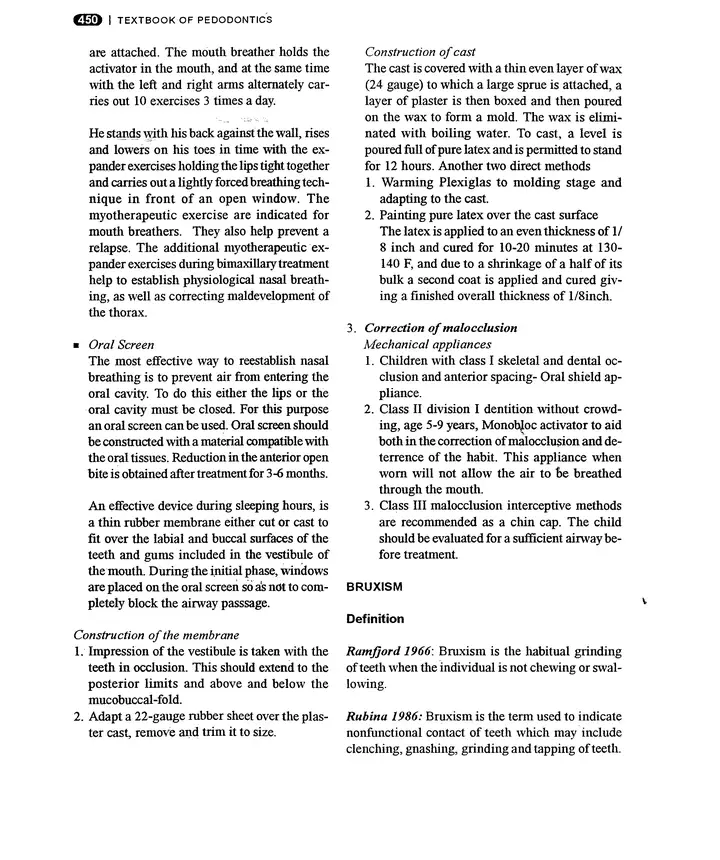 450 | TEXTBOOK OF PEDODONTICS
are attached. The mouth breather holds the
activator in the mouth, and at the same time
with the left and right arms alternately car-
ries out 10 exercises 3 times a day.
He stands with his back against the wall, rises
and lowers on his toes in time with the ex-
pander exercises holding the lips tight together
and carries out a lightly forced breathing tech-
nique in front of an open window. The
myotherapeutic exercise are indicated for
mouth breathers. They also help prevent a
relapse. The additional myotherapeutic ex-
pander exercises during bimaxillary treatment
help to establish physiological nasal breath-
ing, as well as correcting maldevelopment of
the thorax.
■ Oral Screen
The most effective way to reestablish nasal
breathing is to prevent air from entering the
oral cavity. To do this either the lips or the
oral cavity must be closed. For this purpose
an oral screen can be used. Oral screen should
be constructed with a material compatible with
the oral tissues. Reduction in the anterior open
bite is obtained after treatment for 3-6 months.
An effective device during sleeping hours, is
a thin rubber membrane either cut or cast to
fit over the labial and buccal surfaces of the
teeth and gums included in the vestibule of
the mouth. During the initial phase, windows
are placed on the oral screen so as not to com-
pletely block the airway passsage.
Construction of the membrane
1. Impression of the vestibule is taken with the
teeth in occlusion. This should extend to the
posterior limits and above and below the
mucobuccal-fold.
2. Adapt a 22-gauge rubber sheet over the plas-
ter cast, remove and trim it to size.
Construction of cast
The cast is covered with a thin even layer of wax
(24 gauge) to which a large sprue is attached, a
layer of plaster is then boxed and then poured
on the wax to form a mold. The wax is elimi-
nated with boiling water. To cast, a level is
poured full of pure latex and is permitted to stand
for 12 hours. Another two direct methods
1. Warming Plexiglas to molding stage and
adapting to the cast.
2. Painting pure latex over the cast surface
The latex is applied to an even thickness of 1/
8 inch and cured for 10-20 minutes at 130-
140 F, and due to a shrinkage of a half of its
bulk a second coat is applied and cured giv-
ing a finished overall thickness of 1/8inch.
3. Correction of malocclusion
Mechanical appliances
1. Children with class I skeletal and dental oc-
clusion and anterior spacing- Oral shield ap-
pliance.
2. Class II division I dentition without crowd-
ing, age 5-9 years, Monobloc activator to aid
both in the correction of malocclusion and de-
terrence of the habit. This appliance when
worn will not allow the air to be breathed
through the mouth.
3. Class III malocclusion interceptive methods
are recommended as a chin cap. The child
should be evaluated for a sufficient airway be-
fore treatment.
BRUXISM
Definition
Ramfjord 1966: Bruxism is the habitual grinding
of teeth when the individual is not chewing or swal-
lowing.
Rubina 1986: Bruxism is the term used to indicate
nonfunctional contact of teeth which may include
clenching, gnashing, grinding and tapping of teeth.